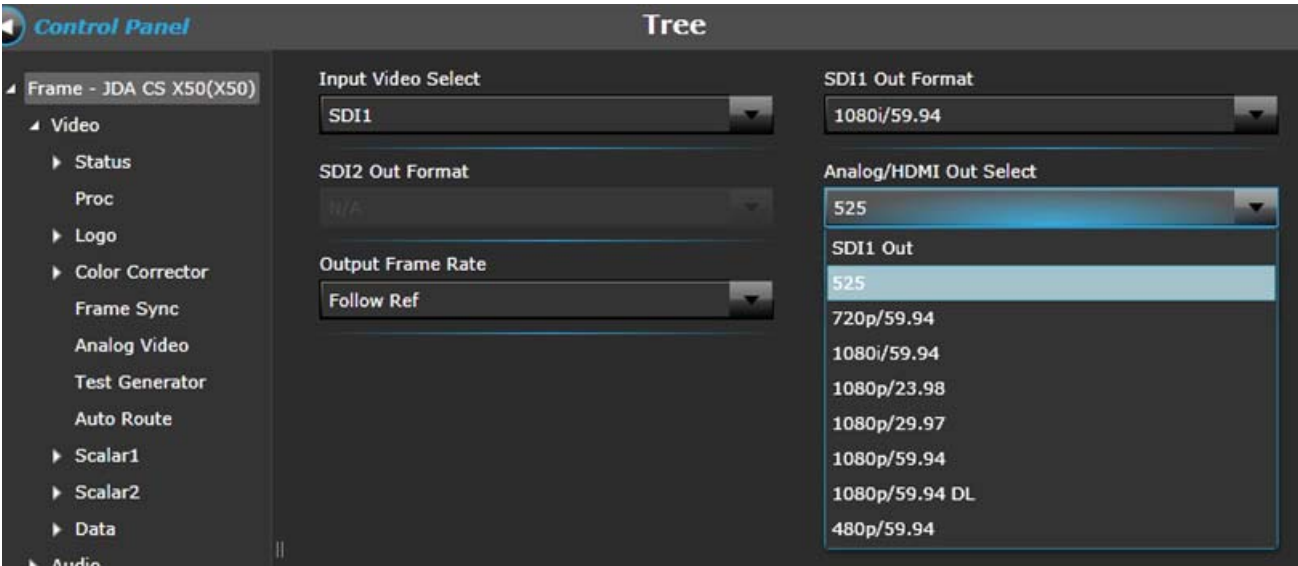 Control Panel
Tree
Frame - JDA CS X50(X50)
Video
Status
Proc
Logo
Color Corrector
Frame Sync
Analog Video
Test Generator
Auto Route
Scalar1
Scalar2
Data
Audio
Input Video Select
SDI1
SDI2 Out Format
N/A
Output Frame Rate
Follow Ref
SDI1 Out Format
1080i/59.94
Analog/HDMI Out Select
525
SDI1 Out
525
720p/59.94
1080i/59.94
1080p/23.98
1080p/29.97
1080p/59.94
1080p/59.94 DL
480p/59.94